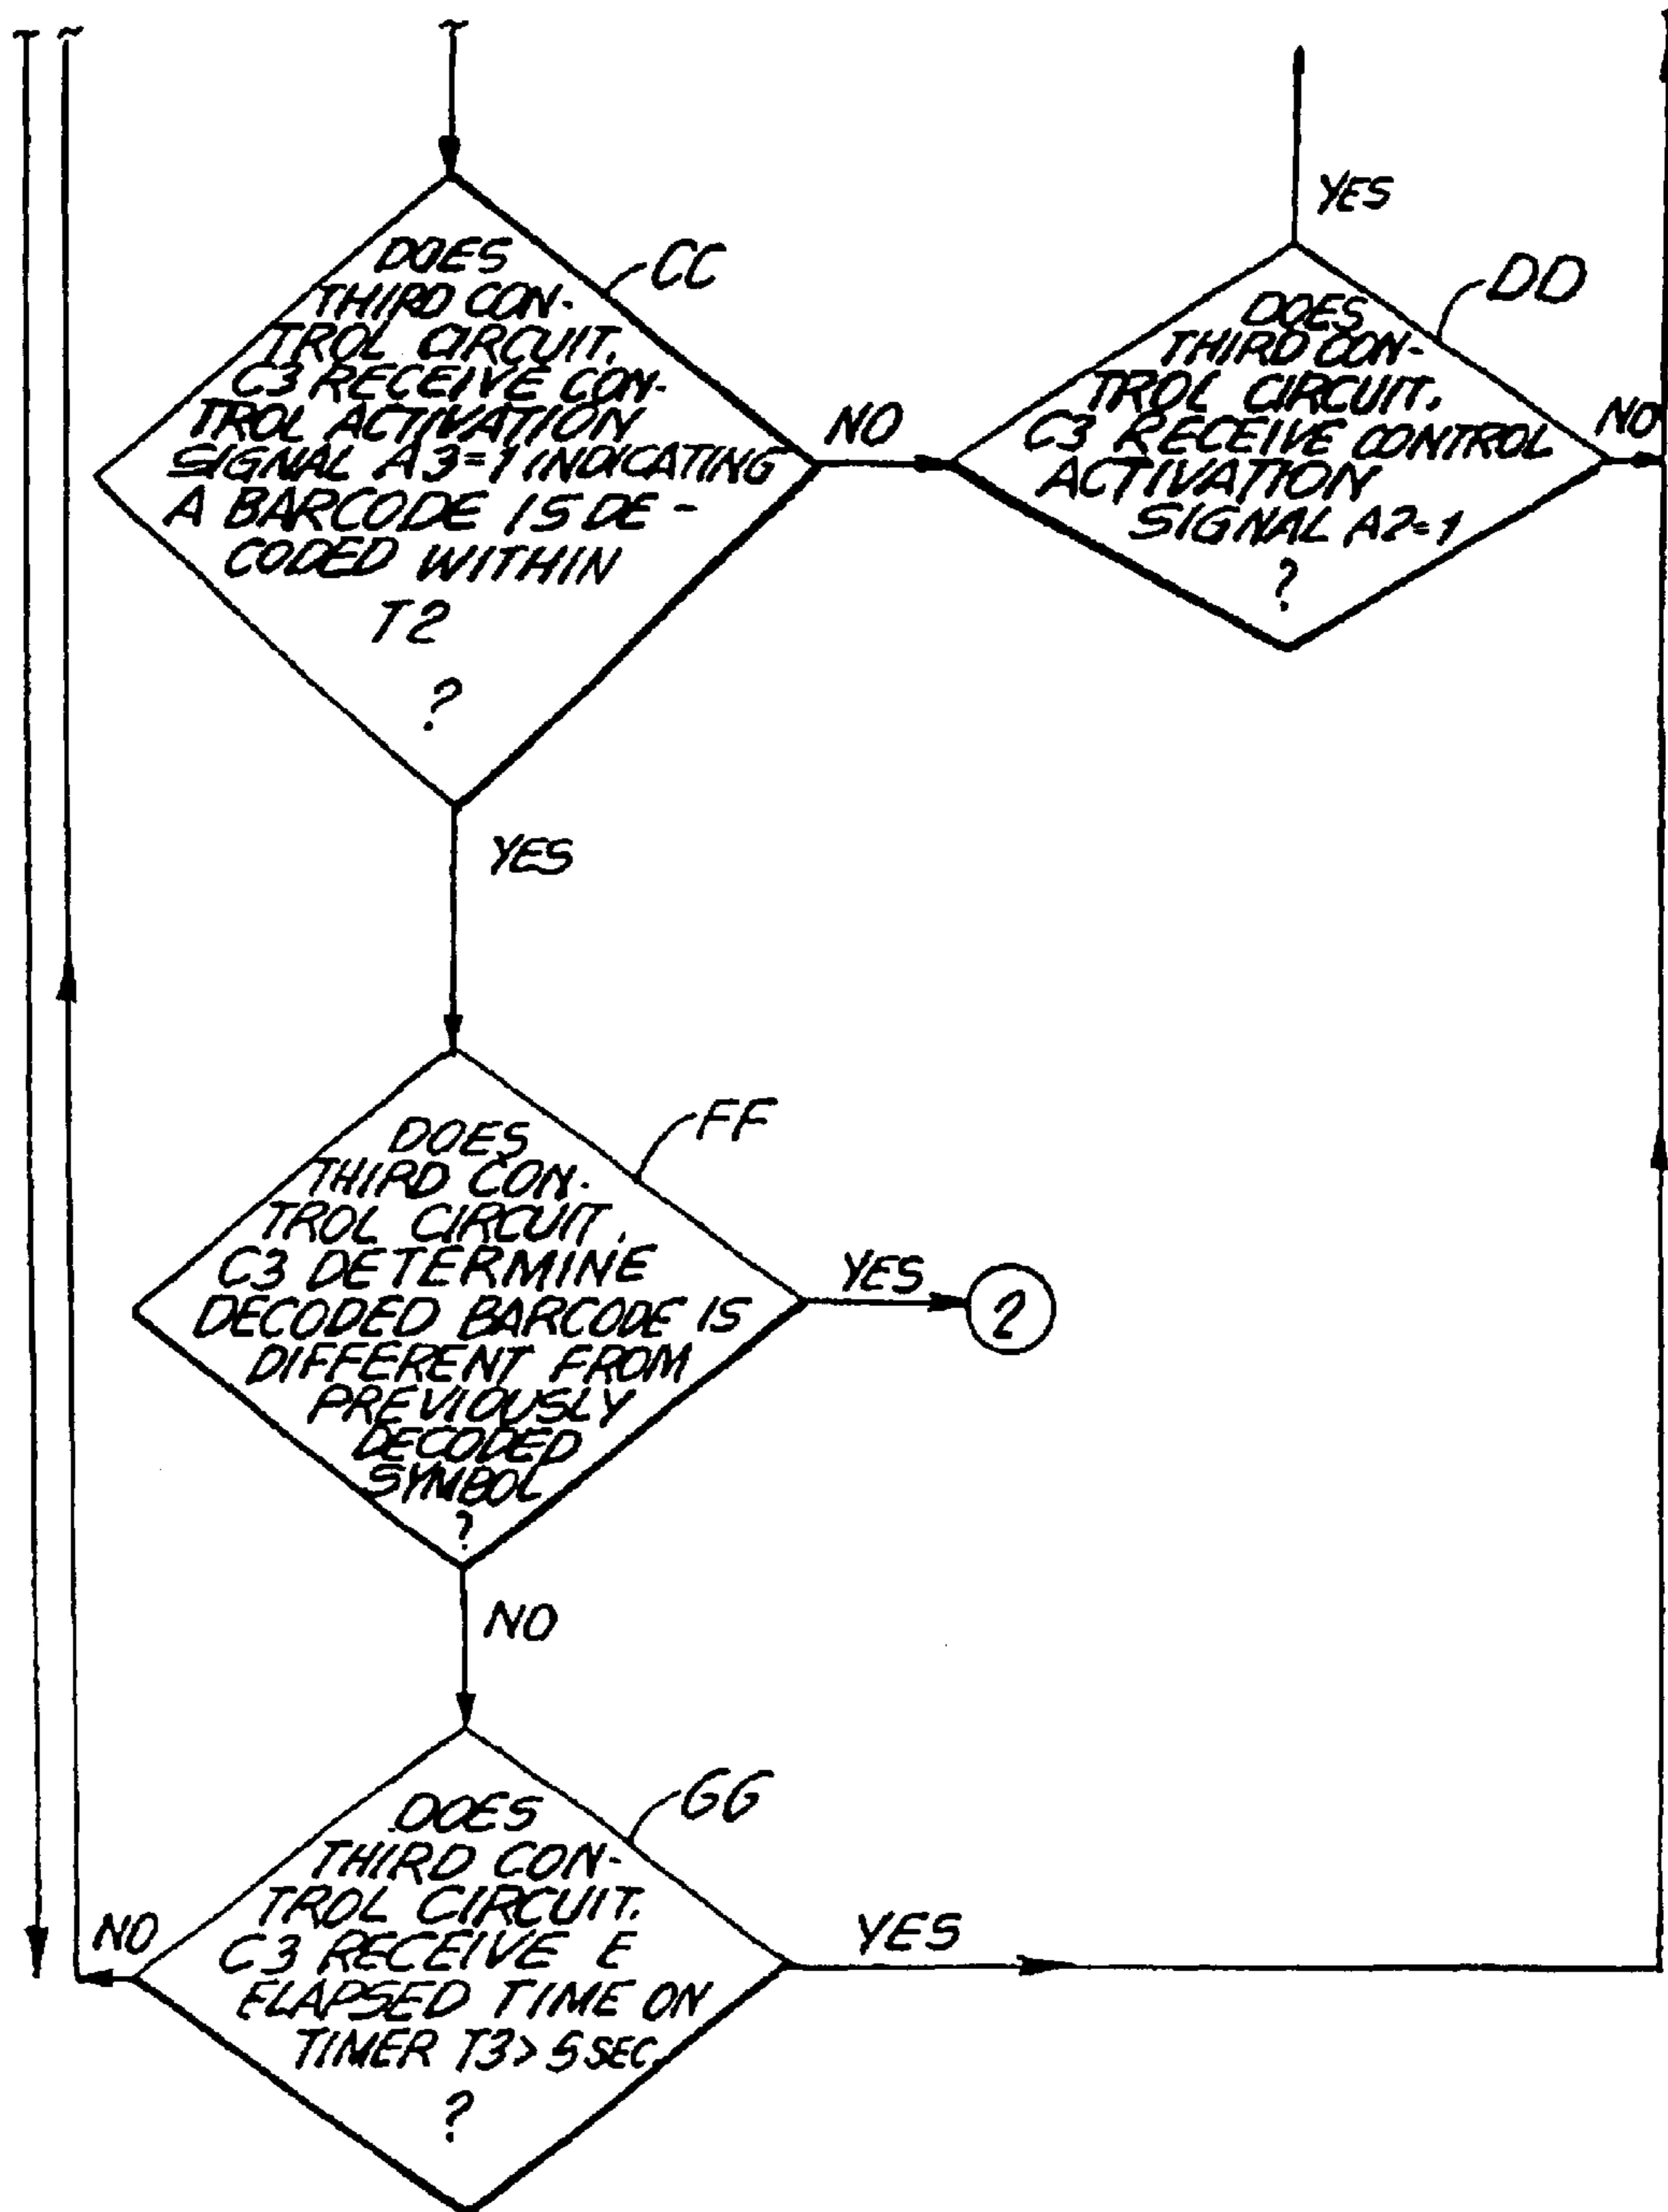 DOES
THIRD CON-
TROL CIRCUIT.
C3 RECEIVE CON-
TROL ACTIVATION
SIGNAL A3=1 INDICATING
A BARCODE IS DE-
CODED WITHIN
T2
?
CC
NO
YES
YES
DOES
THIRD CON-
TROL CIRCUIT.
C3 RECEIVE CONTROL
ACTIVATION
SIGNAL A2=1
?
DD
NO
DOES
THIRD CON-
TROL CIRCUIT.
C3 DETERMINE
DECODED BARCODE IS
DIFFERENT FROM
PREVIOUSLY
DECODED
SYMBOL
?
FF
YES
2
NO
DOES
THIRD CON-
TROL CIRCUIT.
C3 RECEIVE E
ELAPSED TIME ON
TIMER T3>5SEC
?
GG
NO
YES